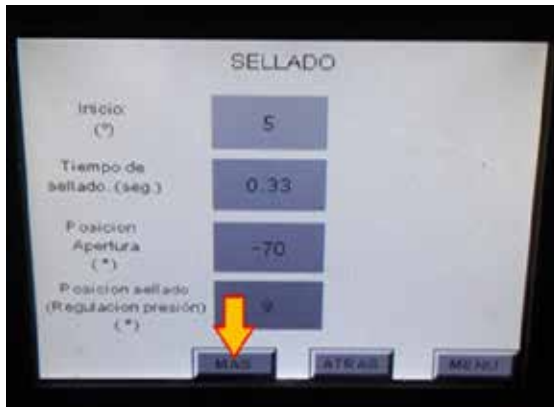 SELLADO
Inicio:
(º)
5
Tiempo de
sellado. (seg.)
0.33
Posicion
Apertura
(º)
-70
Posicion sellado
(Regulacion presión)
(º)
9
MAS
ATRAS
MENU